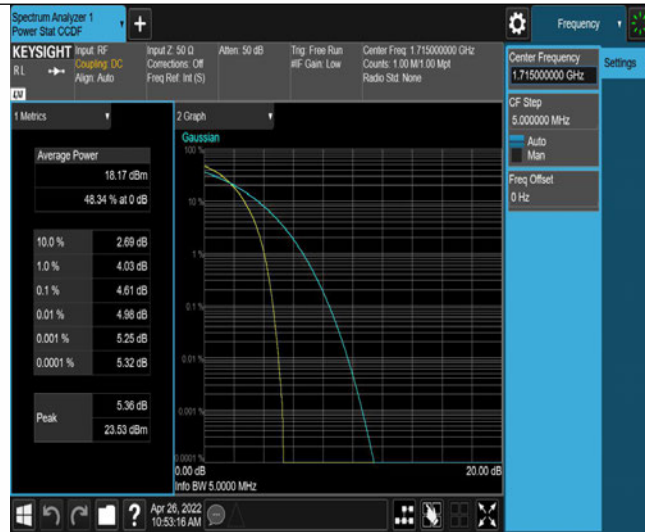 Spectrum Analyzer 1
Power Stat CCDF
+
Frequency
KEYSIGHT
RL
Input: RF
Coupling: DC
Align: Auto
Input Z: 50 Ω
Corrections: Off
Freq Ref: Int (S)
Atten: 50 dB
Trig: Free Run
#IF Gain: Low
Center Freq: 1.715000000 GHz
Counts: 1.00 M/1.00 Mpt
Radio Std: None
Center Frequency
1.715000000 GHz
Settings
CF Step
5.000000 MHz
Auto
Man
Freq Offset
0 Hz
1 Metrics
Average Power
18.17 dBm
48.34 % at 0 dB
10.0 % 2.69 dB
1.0 % 4.03 dB
0.1 % 4.61 dB
0.01 % 4.98 dB
0.001 % 5.25 dB
0.0001 % 5.32 dB
Peak
5.36 dB
23.53 dBm
2 Graph
Gaussian
100 %
10 %
1 %
0.1 %
0.01 %
0.001 %
0.0001 %
0.00 dB
20.00 dB
Info BW 5.0000 MHz
?
Apr 26, 2022
10:53:16 AM